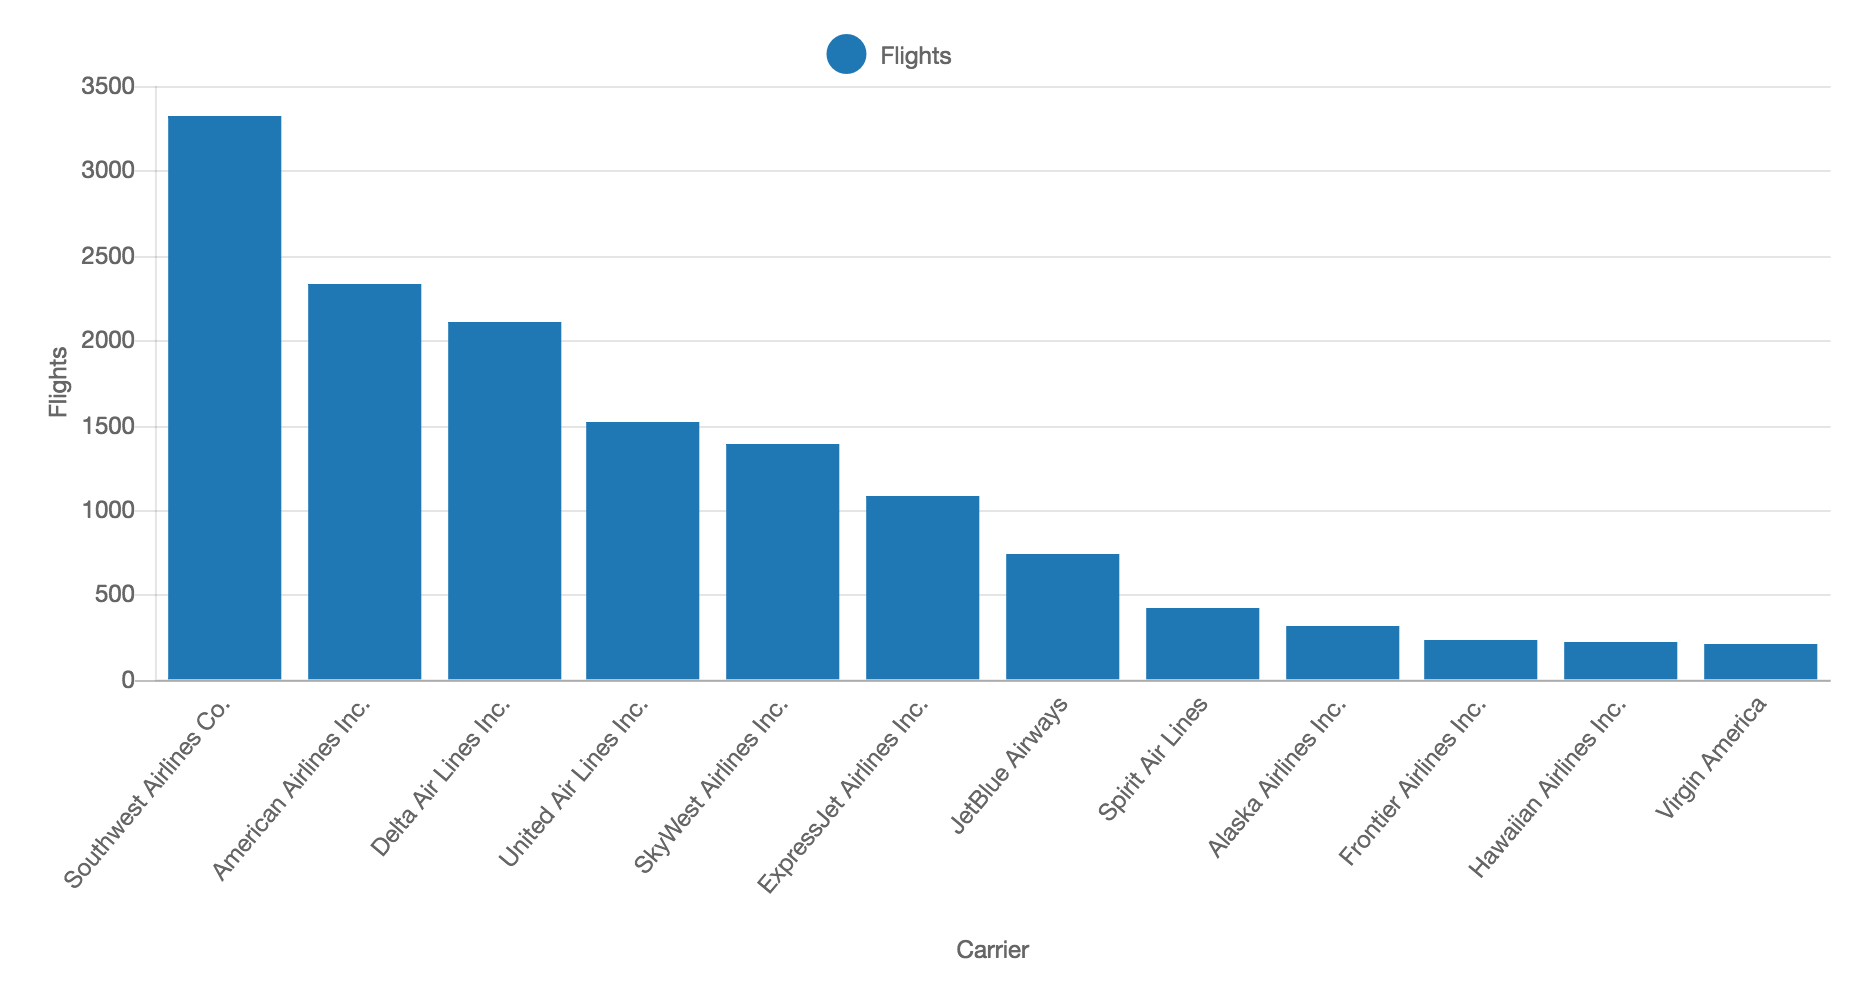 Flights
3500
3000
2500
2000
1500
1000
500
0
Flights
Southwest Airlines Co.
American Airlines Inc.
Delta Air Lines Inc.
United Air Lines Inc.
SkyWest Airlines Inc.
ExpressJet Airlines Inc.
JetBlue Airways
Spirit Air Lines
Alaska Airlines Inc.
Frontier Airlines Inc.
Hawaiian Airlines Inc.
Virgin America
Carrier